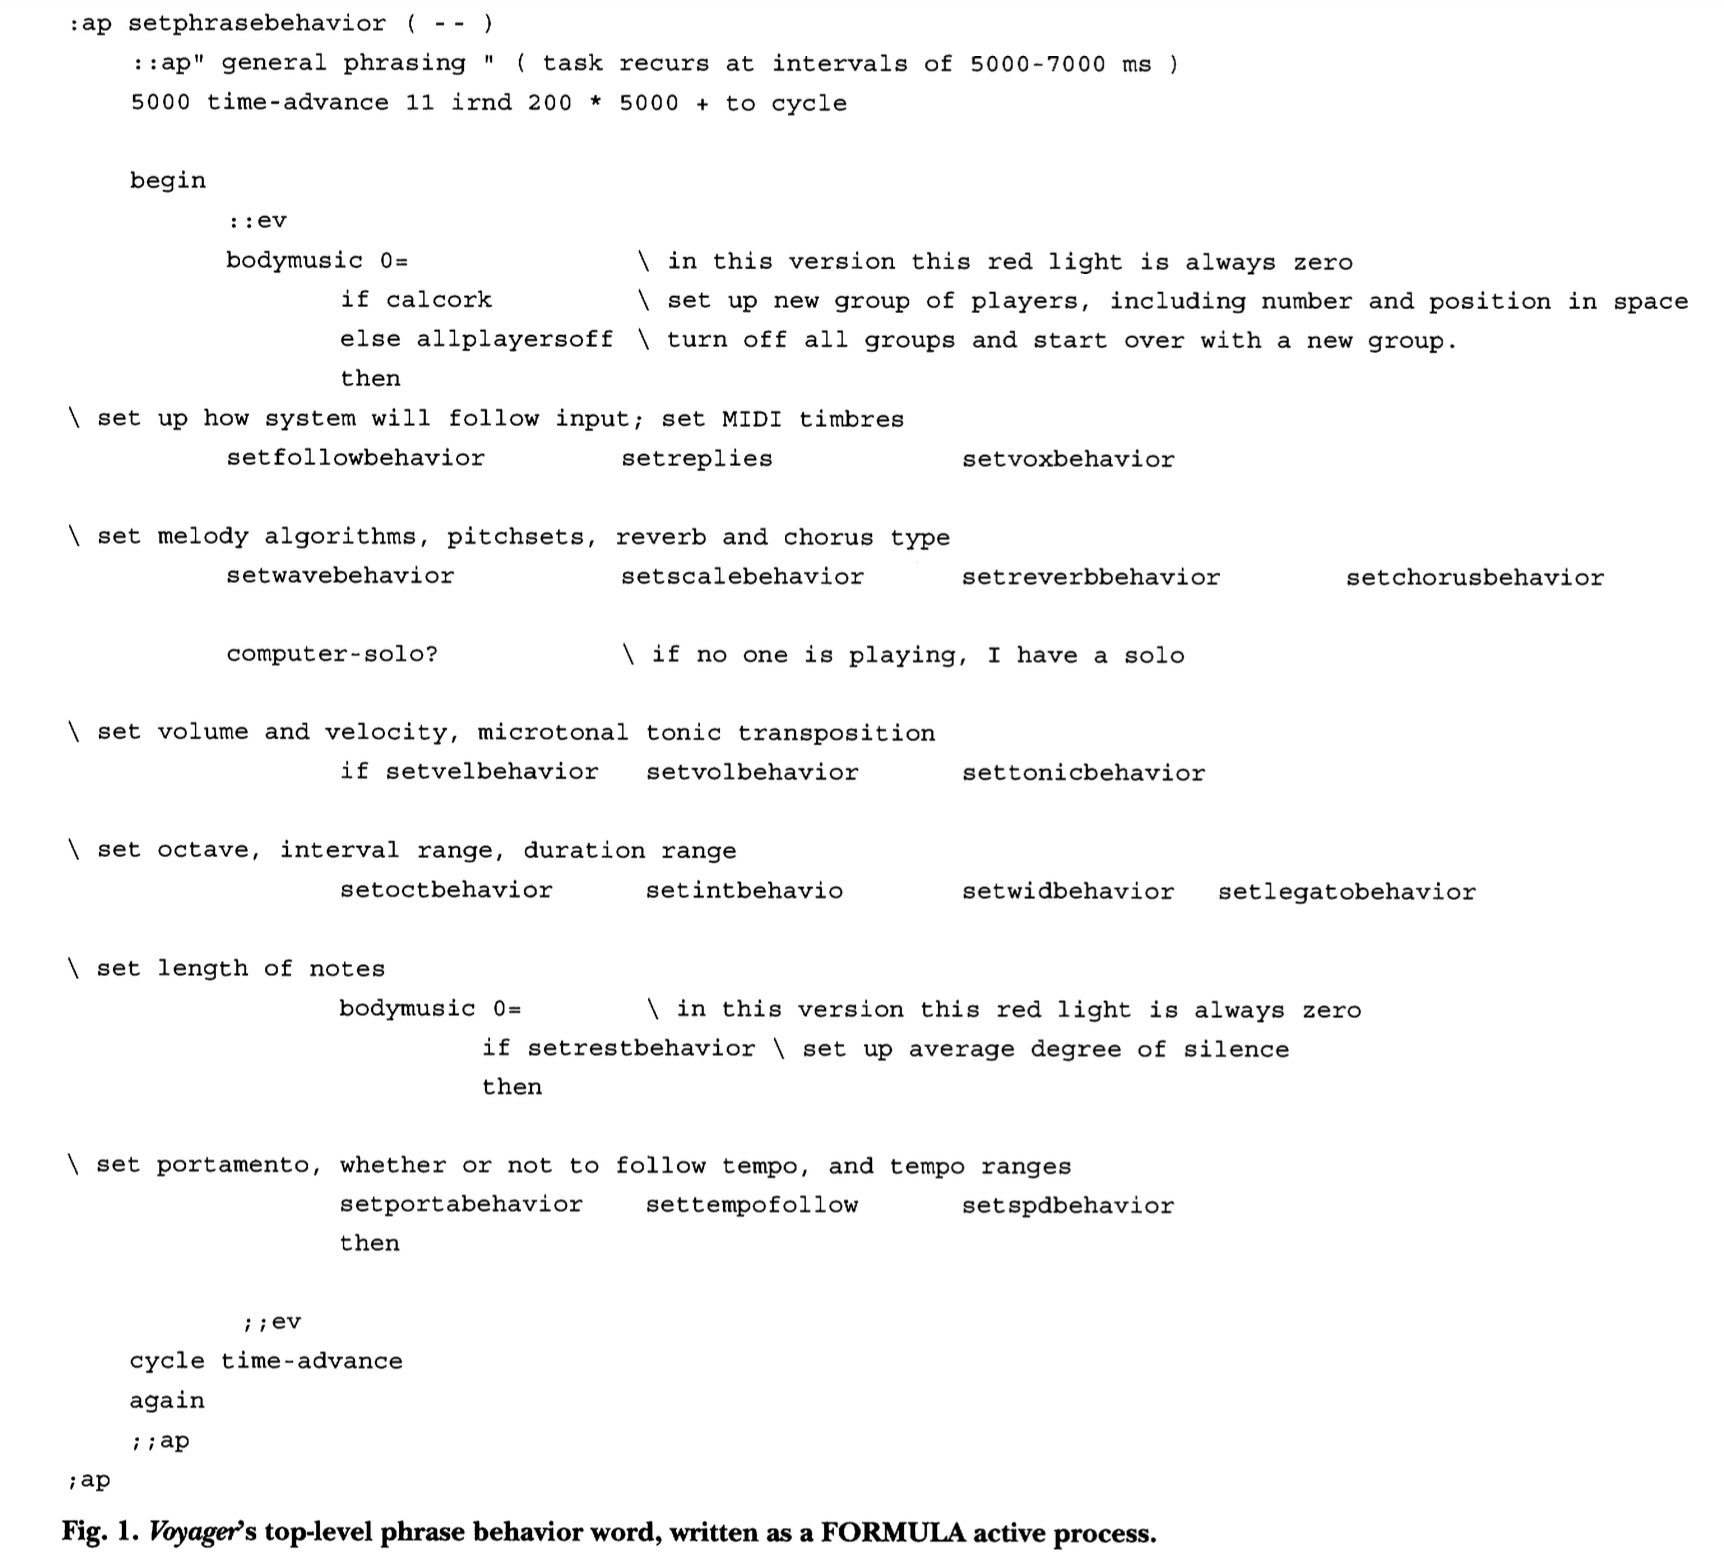 :ap setphrasebehavior ( -- )
::ap" general phrasing " ( task recurs at intervals of 5000-7000 ms )
5000 time-advance 11 irnd 200 * 5000 + to cycle
begin
::ev
bodymusic 0= \ in this version this red light is always zero
if calcork \ set up new group of players, including number and position in space
else allplayersoff \ turn off all groups and start over with a new group.
then
\ set up how system will follow input; set MIDI timbres
setfollowbehavior setreplies setvoxbehavior
\ set melody algorithms, pitchsets, reverb and chorus type
setwavebehavior setscalebehavior setreverbbehavior setchorusbehavior
computer-solo? \ if no one is playing, I have a solo
\ set volume and velocity, microtonal tonic transposition
if setvelbehavior setvolbehavior settonicbehavior
\ set octave, interval range, duration range
setoctbehavior setintbehavio setwidbehavior setlegatobehavior
\ set length of notes
bodymusic 0= \ in this version this red light is always zero
if setrestbehavior \ set up average degree of silence
then
\ set portamento, whether or not to follow tempo, and tempo ranges
setportabehavior settempofollow setspdbehavior
then
;;ev
cycle time-advance
again
;;ap
;ap
Fig. 1. Voyager's top-level phrase behavior word, written as a FORMULA active process.